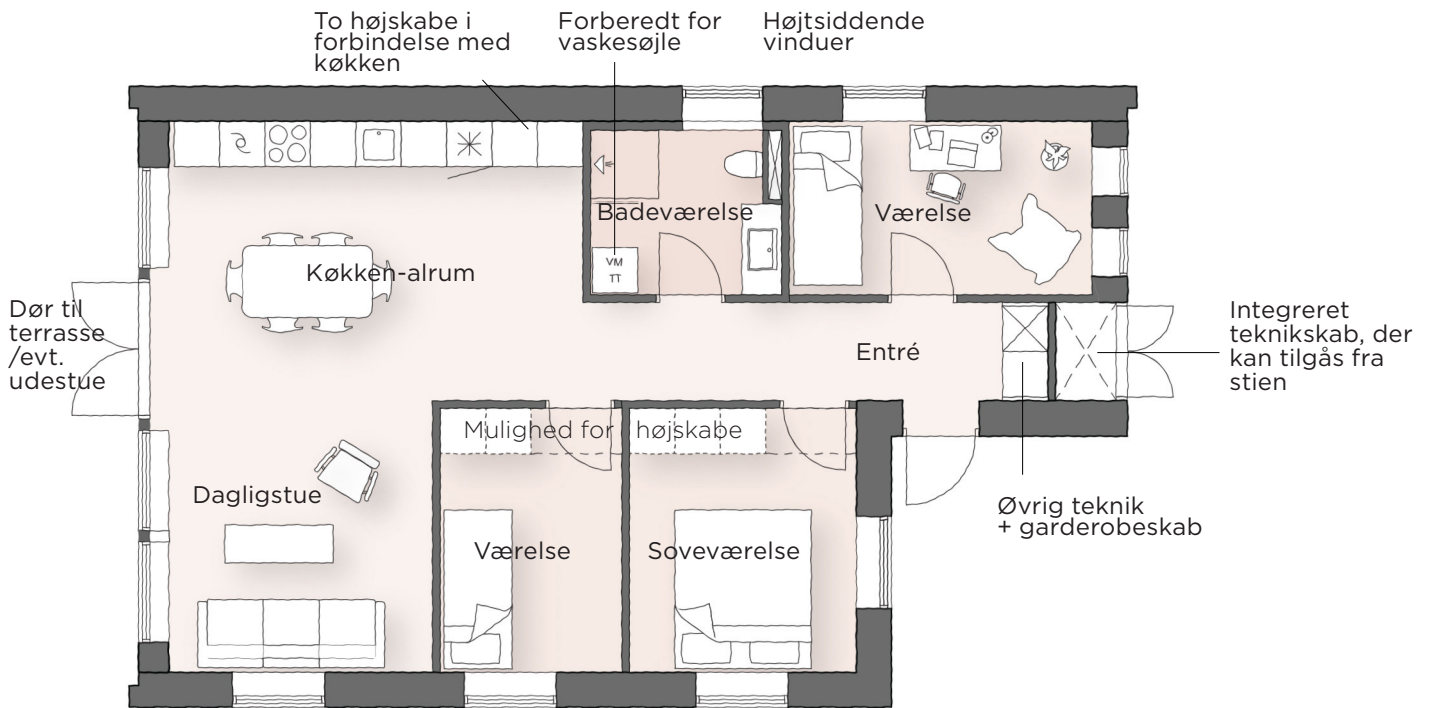 To højskabe i
forbindelse med
køkken
Forberedt for
vaskesøjle
Højtsiddende
vinduer
Badeværelse
VM
TT
Værelse
Køkken-alrum
Dør til
terrasse
/evt.
udestue
Entré
Integreret
teknikskab, der
kan tilgås fra
stien
Mulighed for højskabe
Dagligstue
Værelse
Soveværelse
Øvrig teknik
+ garderobeskab